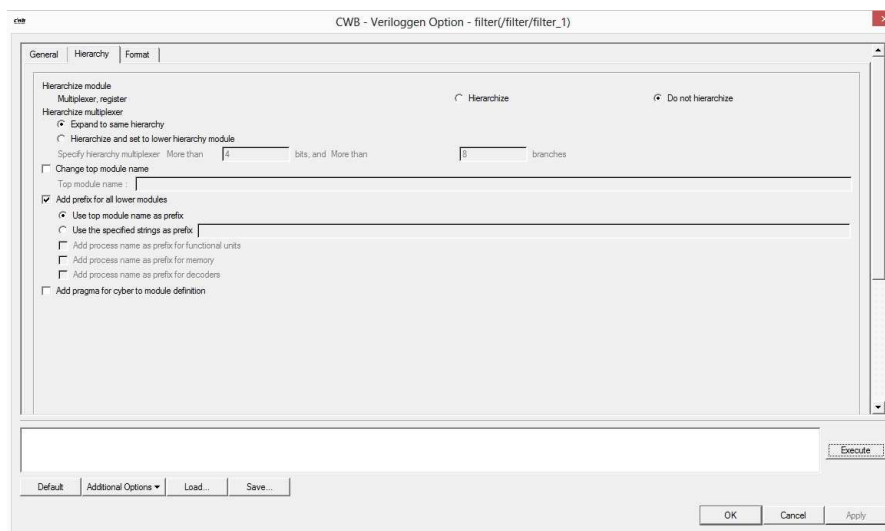 CWB
CWB - Veriloggen Option - filter(/filter/filter_1)
General Hierarchy Format
Hierarchize module
Multiplexer, register Hierarchize Do not hierarchize
Hierarchize multiplexer
Expand to same hierarchy
Hierarchize and set to lower hierarchy module
Specify hierarchy multiplexer More than 4 bits, and More than 8 branches
Change top module name
Top module name :
Add prefix for all lower modules
Use top module name as prefix
Use the specified strings as prefix
Add process name as prefix for functional units
Add process name as prefix for memory
Add process name as prefix for decoders
Add pragma for cyber to module definition
Execute
Default Additional Options Load... Save...
OK Cancel Apply